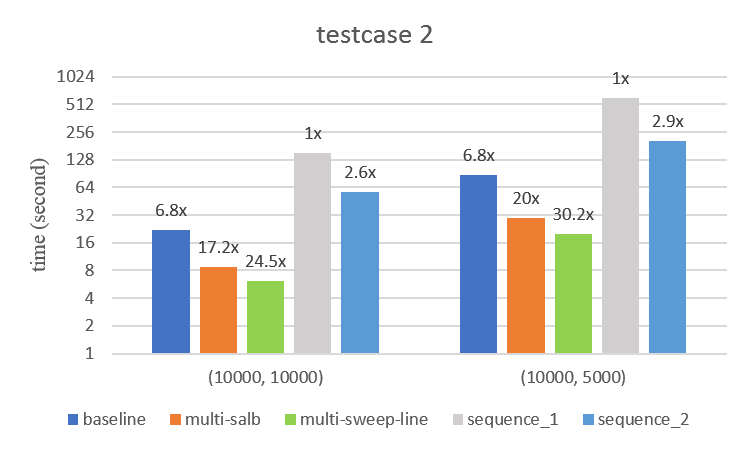 testcase 2
time (second)
1024
512
256
128
64
32
16
8
4
2
1
6.8x
17.2x
24.5x
1x
2.6x
6.8x
20x
30.2x
1x
2.9x
(10000, 10000)
(10000, 5000)
baseline
multi-salb
multi-sweep-line
sequence_1
sequence_2